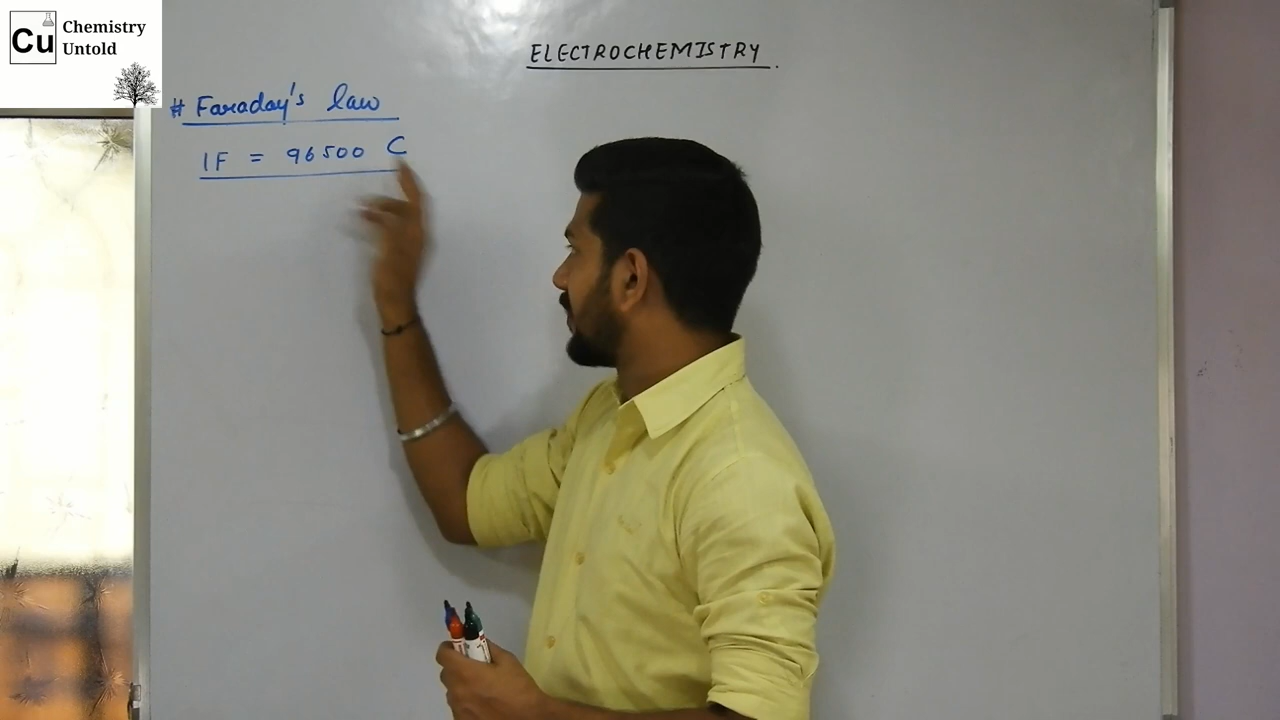 Cu
Chemistry
Untold
ELECTROCHEMISTRY.
# Faraday's law
1F = 96500 C